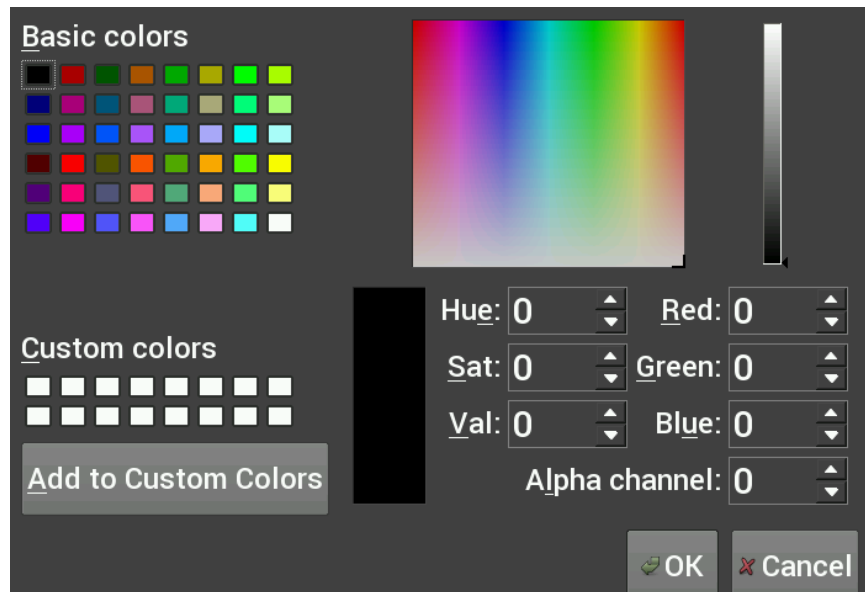 Basic colors
Hue: 0
Red: 0
Custom colors
Sat: 0
Green: 0
Val: 0
Blue: 0
Add to Custom Colors
Alpha channel: 0
OK
Cancel